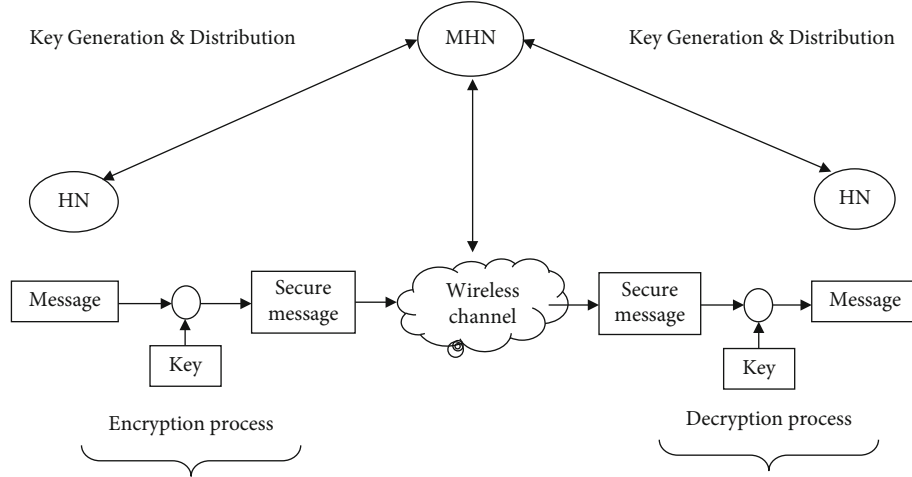 Key Generation & Distribution
MHN
Key Generation & Distribution
HN
HN
Message
Secure
message
Wireless
channel
Secure
message
Message
Key
Key
Encryption process
Decryption process